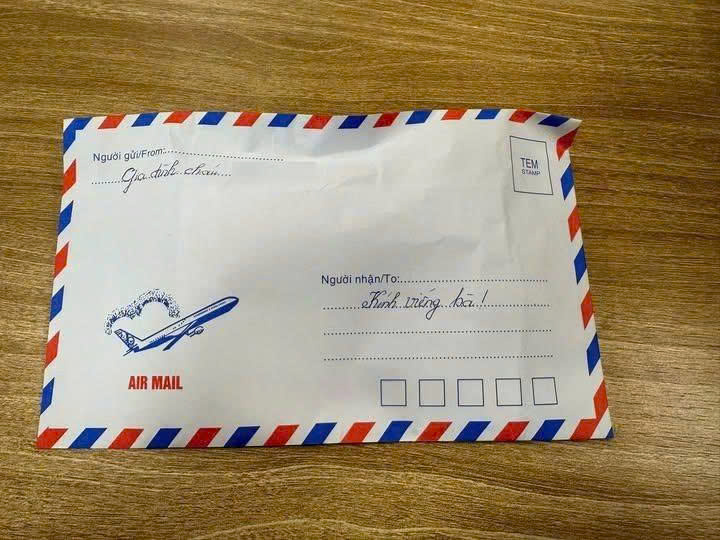 Người gửi/From:
Gia đình cháu
TEM
STAMP
Người nhận/To:
Kính viếng bà!
AIR MAIL